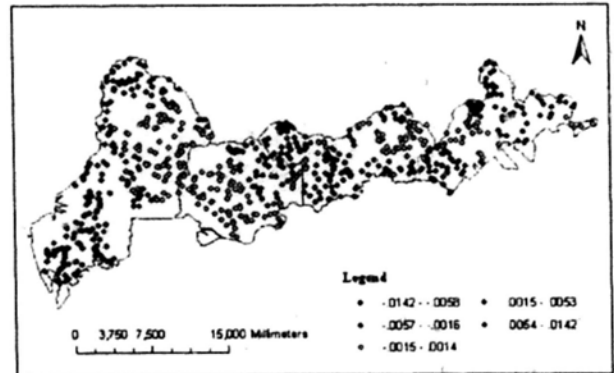 N
Legend
-.0142 - -.0058
.0015 - .0053
-.0057 - -.0016
.0054 - .0142
-.0015 - .0014
0 3,750 7,500 15,000 Millimeters